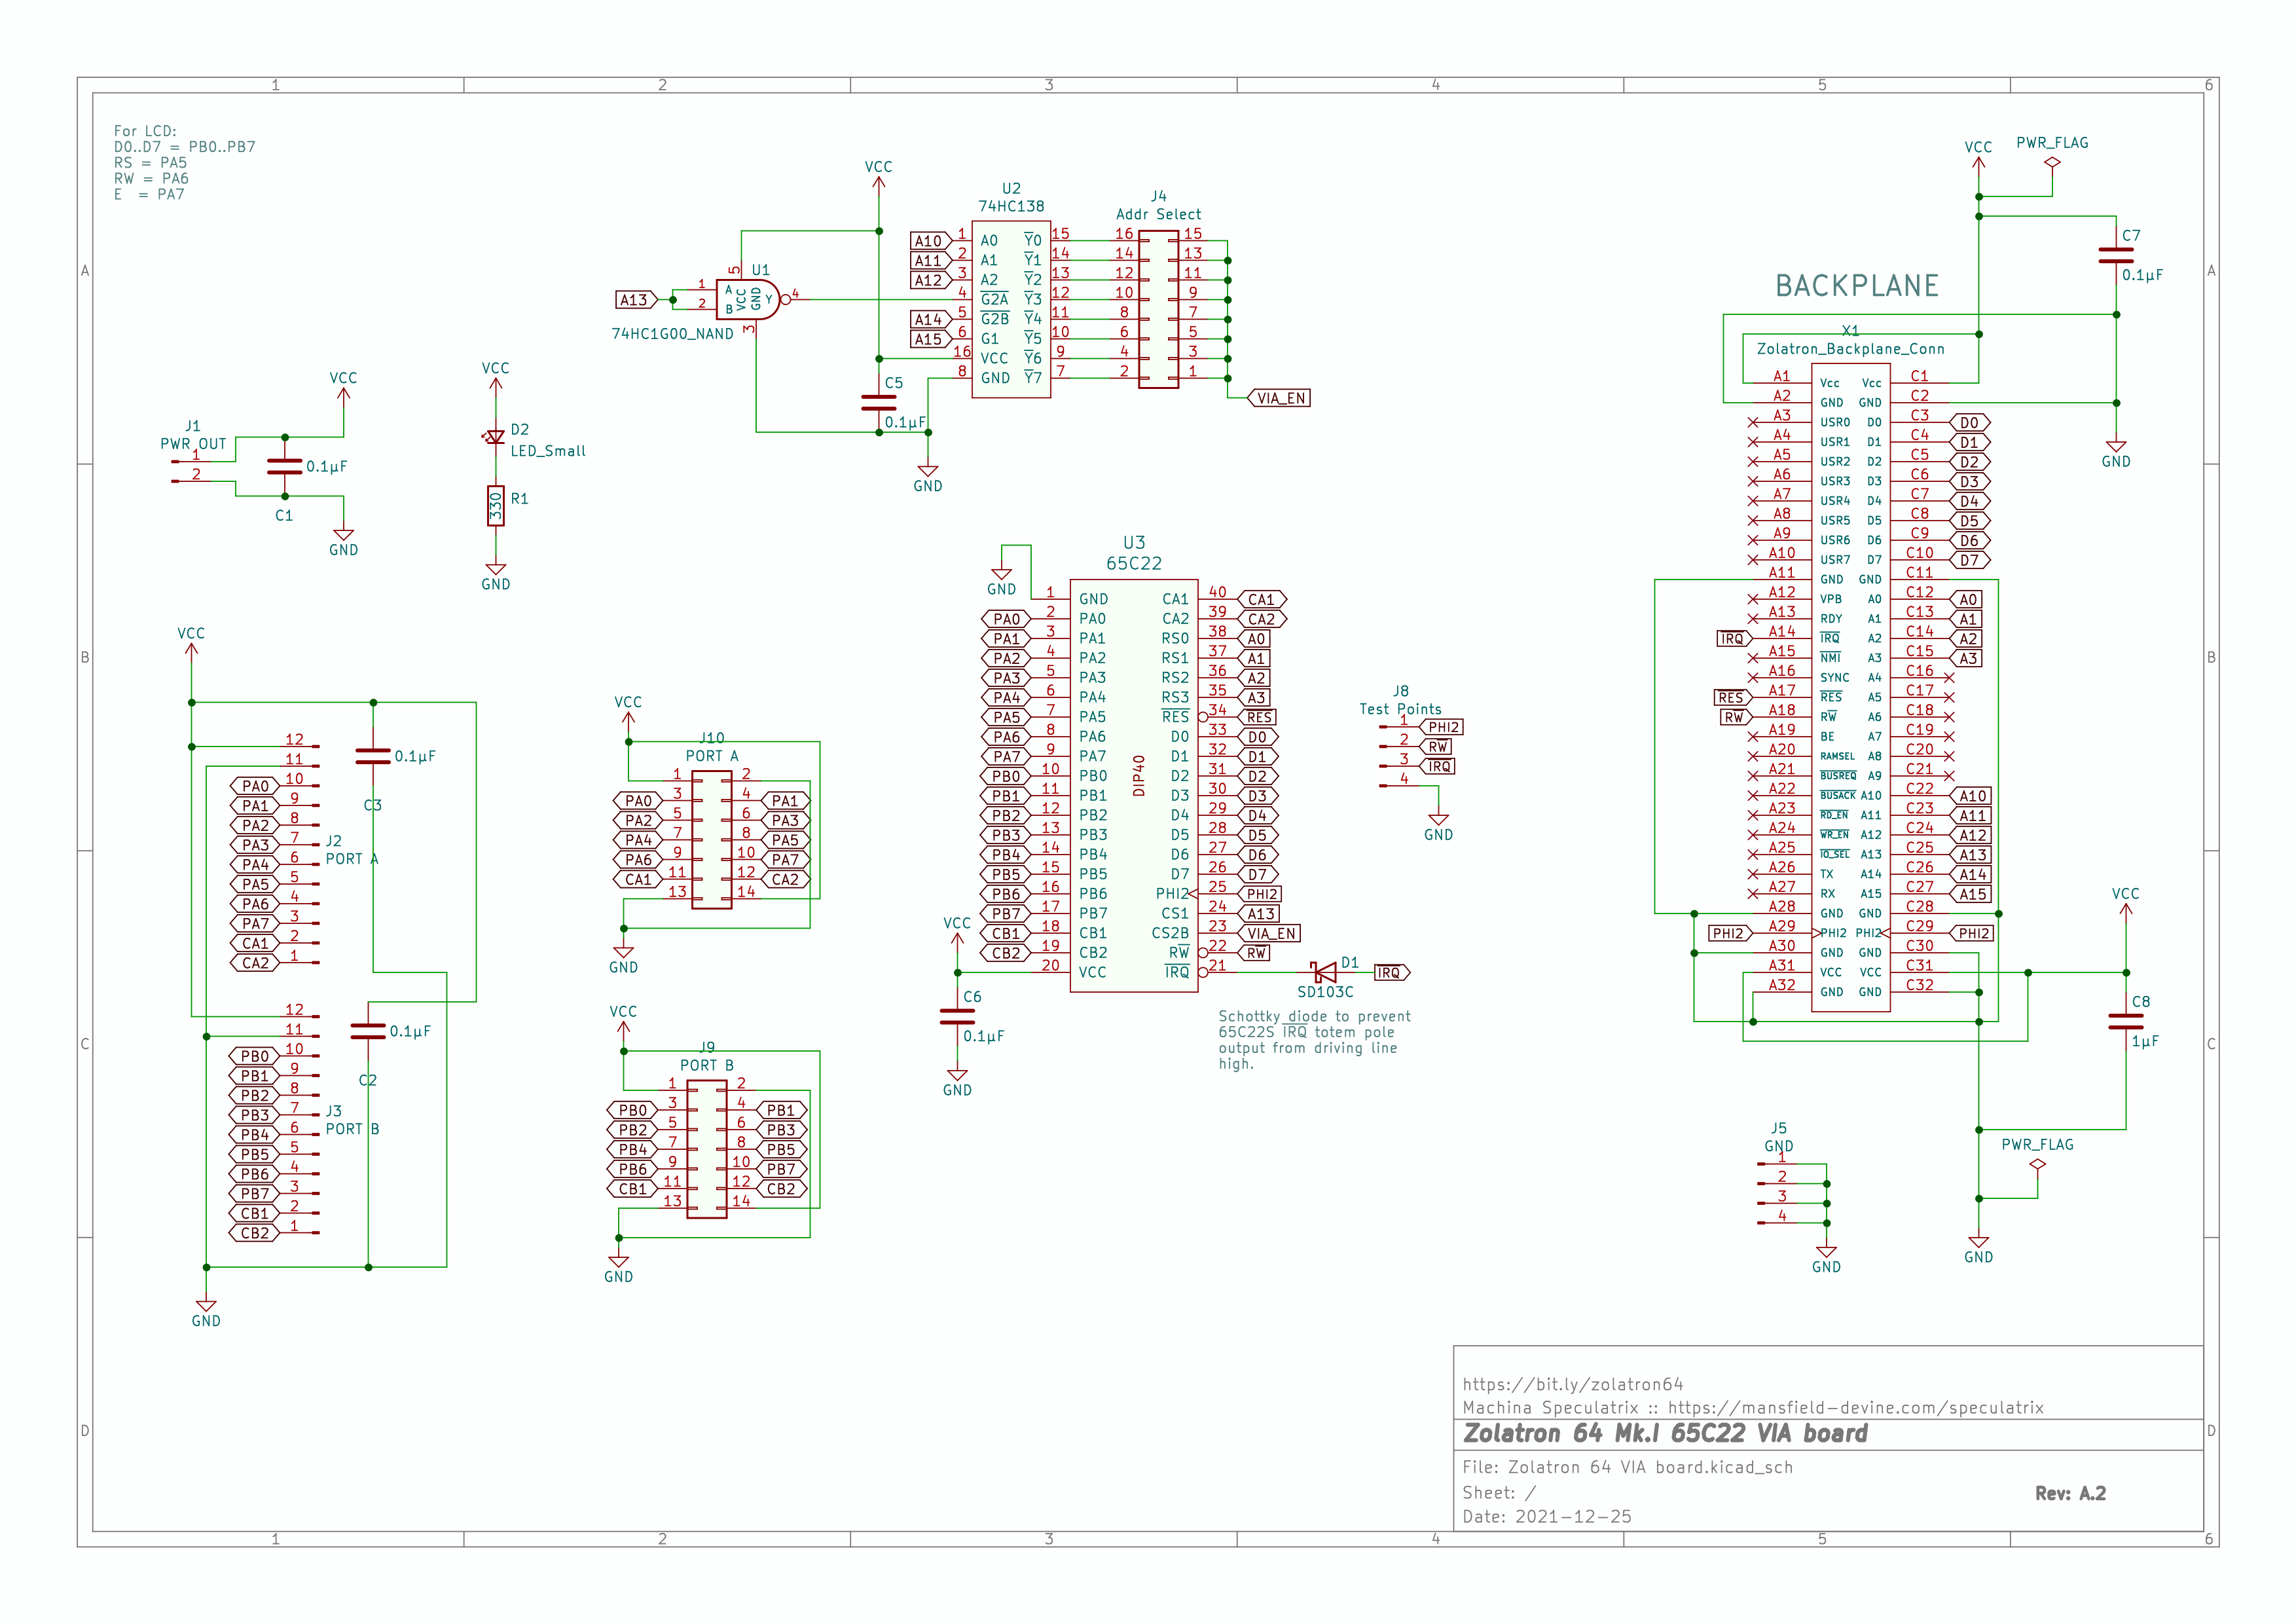 1 2 3 4 5 6
A
B
C
D
For LCD:
D0..D7 = PB0..PB7
RS = PA5
RW = PA6
E = PA7
J1
PWR_OUT
1
2
VCC
0.1µF
C1
GND
VCC
D2
LED_Small
330
R1
GND
VCC
A13
1
2
A
B
VCC
GND
Y
5
3
4
U1
74HC1G00_NAND
C5
0.1µF
GND
U2
74HC138
A10 1 A0 Y0 15
A11 2 A1 Y1 14
A12 3 A2 Y2 13
4 G2A Y3 12
A14 5 G2B Y4 11
A15 6 G1 Y5 10
16 VCC Y6 9
8 GND Y7 7
J4
Addr Select
16 15
14 13
12 11
10 9
8 7
6 5
4 3
2 1
VIA_EN
VCC
12
11
PA0 10
PA1 9
PA2 8
PA3 7
PA4 6
PA5 5
PA6 4
PA7 3
CA1 2
CA2 1
J2
PORT A
0.1µF
C3
12
11
PB0 10
PB1 9
PB2 8
PB3 7
PB4 6
PB5 5
PB6 4
PB7 3
CB1 2
CB2 1
J3
PORT B
0.1µF
C2
GND
VCC
J10
PORT A
1 2
PA0 3 4 PA1
PA2 5 6 PA3
PA4 7 8 PA5
PA6 9 10 PA7
CA1 11 12 CA2
13 14
GND
VCC
J9
PORT B
1 2
PB0 3 4 PB1
PB2 5 6 PB3
PB4 7 8 PB5
PB6 9 10 PB7
CB1 11 12 CB2
13 14
GND
U3
65C22
GND
DIP40
1 GND CA1 40 CA1
PA0 2 PA0 CA2 39 CA2
PA1 3 PA1 RS0 38 A0
PA2 4 PA2 RS1 37 A1
PA3 5 PA3 RS2 36 A2
PA4 6 PA4 RS3 35 A3
PA5 7 PA5 RES 34 RES
PA6 8 PA6 D0 33 D0
PA7 9 PA7 D1 32 D1
PB0 10 PB0 D2 31 D2
PB1 11 PB1 D3 30 D3
PB2 12 PB2 D4 29 D4
PB3 13 PB3 D5 28 D5
PB4 14 PB4 D6 27 D6
PB5 15 PB5 D7 26 D7
PB6 16 PB6 PHI2 25 PHI2
PB7 17 PB7 CS1 24 A13
CB1 18 CB1 CS2B 23 VIA_EN
CB2 19 CB2 RW 22 RW
20 VCC IRQ 21
VCC
C6
0.1µF
GND
D1
SD103C
IRQ
Schottky diode to prevent
65C22S IRQ totem pole
output from driving line
high.
J8
Test Points
1 PHI2
2 RW
3 IRQ
4
GND
VCC
PWR_FLAG
C7
0.1µF
GND
BACKPLANE
X1
Zolatron_Backplane_Conn
A1 Vcc Vcc C1
A2 GND GND C2
A3 USR0 D0 C3 D0
A4 USR1 D1 C4 D1
A5 USR2 D2 C5 D2
A6 USR3 D3 C6 D3
A7 USR4 D4 C7 D4
A8 USR5 D5 C8 D5
A9 USR6 D6 C9 D6
A10 USR7 D7 C10 D7
A11 GND GND C11
A12 VPB A0 C12 A0
A13 RDY A1 C13 A1
IRQ A14 IRQ A2 C14 A2
A15 NMI A3 C15 A3
A16 SYNC A4 C16
RES A17 RES A5 C17
RW A18 RW A6 C18
A19 BE A7 C19
A20 RAMSEL A8 C20
A21 BUSREQ A9 C21
A22 BUSACK A10 C22 A10
A23 RD_EN A11 C23 A11
A24 WR_EN A12 C24 A12
A25 IO_SEL A13 C25 A13
A26 TX A14 C26 A14
A27 RX A15 C27 A15
A28 GND GND C28
PHI2 A29 PHI2 PHI2 C29 PHI2
A30 GND GND C30
A31 VCC VCC C31
A32 GND GND C32
VCC
C8
1µF
PWR_FLAG
GND
J5
GND
1
2
3
4
GND
https://bit.ly/zolatron64
Machina Speculatrix :: https://mansfield-devine.com/speculatrix
Zolatron 64 Mk.I 65C22 VIA board
File: Zolatron 64 VIA board.kicad_sch
Sheet: /
Rev: A.2
Date: 2021-12-25
A
B
C
D
1 2 3 4 5 6